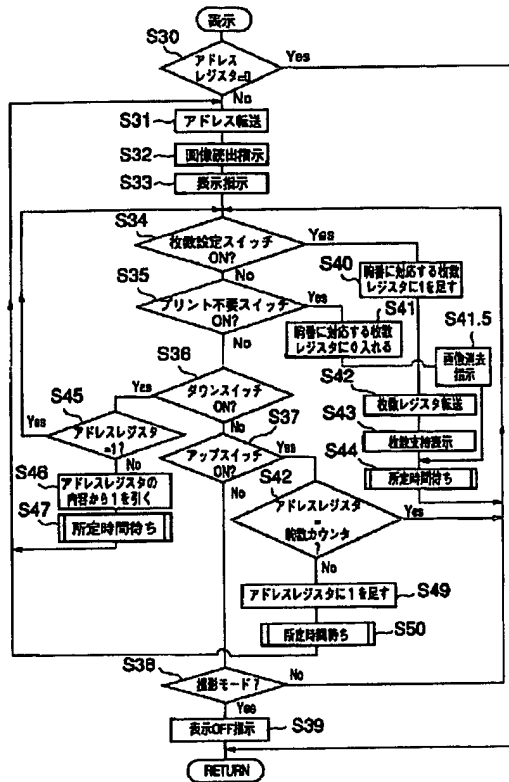 表示
S30
アドレス
レジスタ=0
Yes
No
S31
アドレス転送
S32
画像読出指示
S33
表示指示
S34
枚数設定スイッチ
ON?
Yes
No
S40
駒番に対応する枚数
レジスタに1を足す
S35
プリント不要スイッチ
ON?
Yes
No
S41
駒番に対応する枚数
レジスタに0入れる
S41.5
画像消去
指示
S42
枚数レジスタ転送
S43
枚数支持表示
S44
所定時間待ち
S36
ダウンスイッチ
ON?
Yes
No
S45
アドレスレジスタ
=1?
Yes
No
S46
アドレスレジスタの
内容から1を引く
S47
所定時間待ち
S37
アップスイッチ
ON?
Yes
No
S42
アドレスレジスタ
=
駒数カウンタ
?
Yes
No
S49
アドレスレジスタに1を足す
S50
所定時間待ち
S38
撮影モード?
No
Yes
S39
表示OFF指示
RETURN